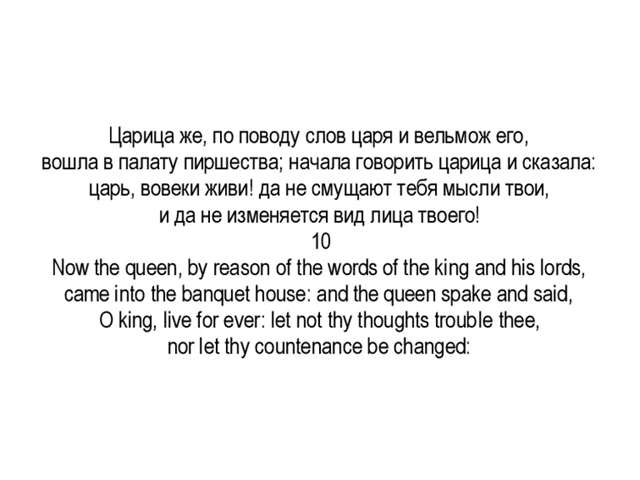 Царица же, по поводу слов царя и вельмож его,
вошла в палату пиршества; начала говорить царица и сказала:
царь, вовеки живи! да не смущают тебя мысли твои,
и да не изменяется вид лица твоего!
10
Now the queen, by reason of the words of the king and his lords,
came into the banquet house: and the queen spake and said,
O king, live for ever: let not thy thoughts trouble thee,
nor let thy countenance be changed: